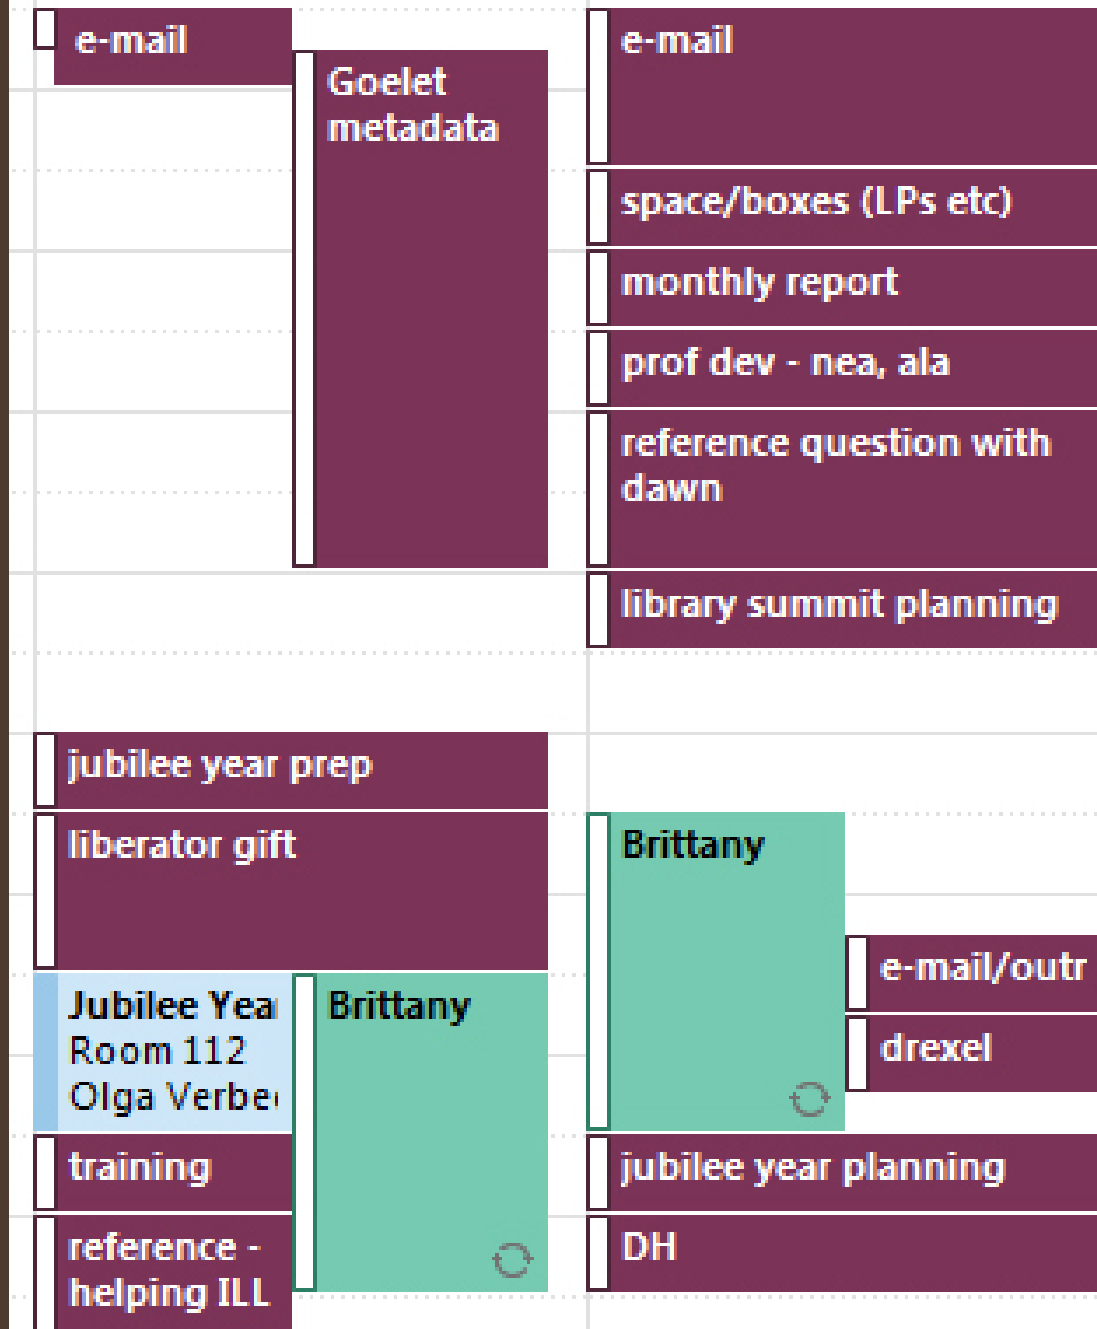 e-mail
Goelet
metadata
jubilee year prep
liberator gift
Jubilee Yea
Room 112
Olga
Brittany
training
reference -
helping ILL
e-mail
space/boxes (LPs etc)
monthly report
prof dev - nea, ala
reference question with
dawn
library summit planning
Brittany
e-mail/outr
drexel
jubilee year planning
DH